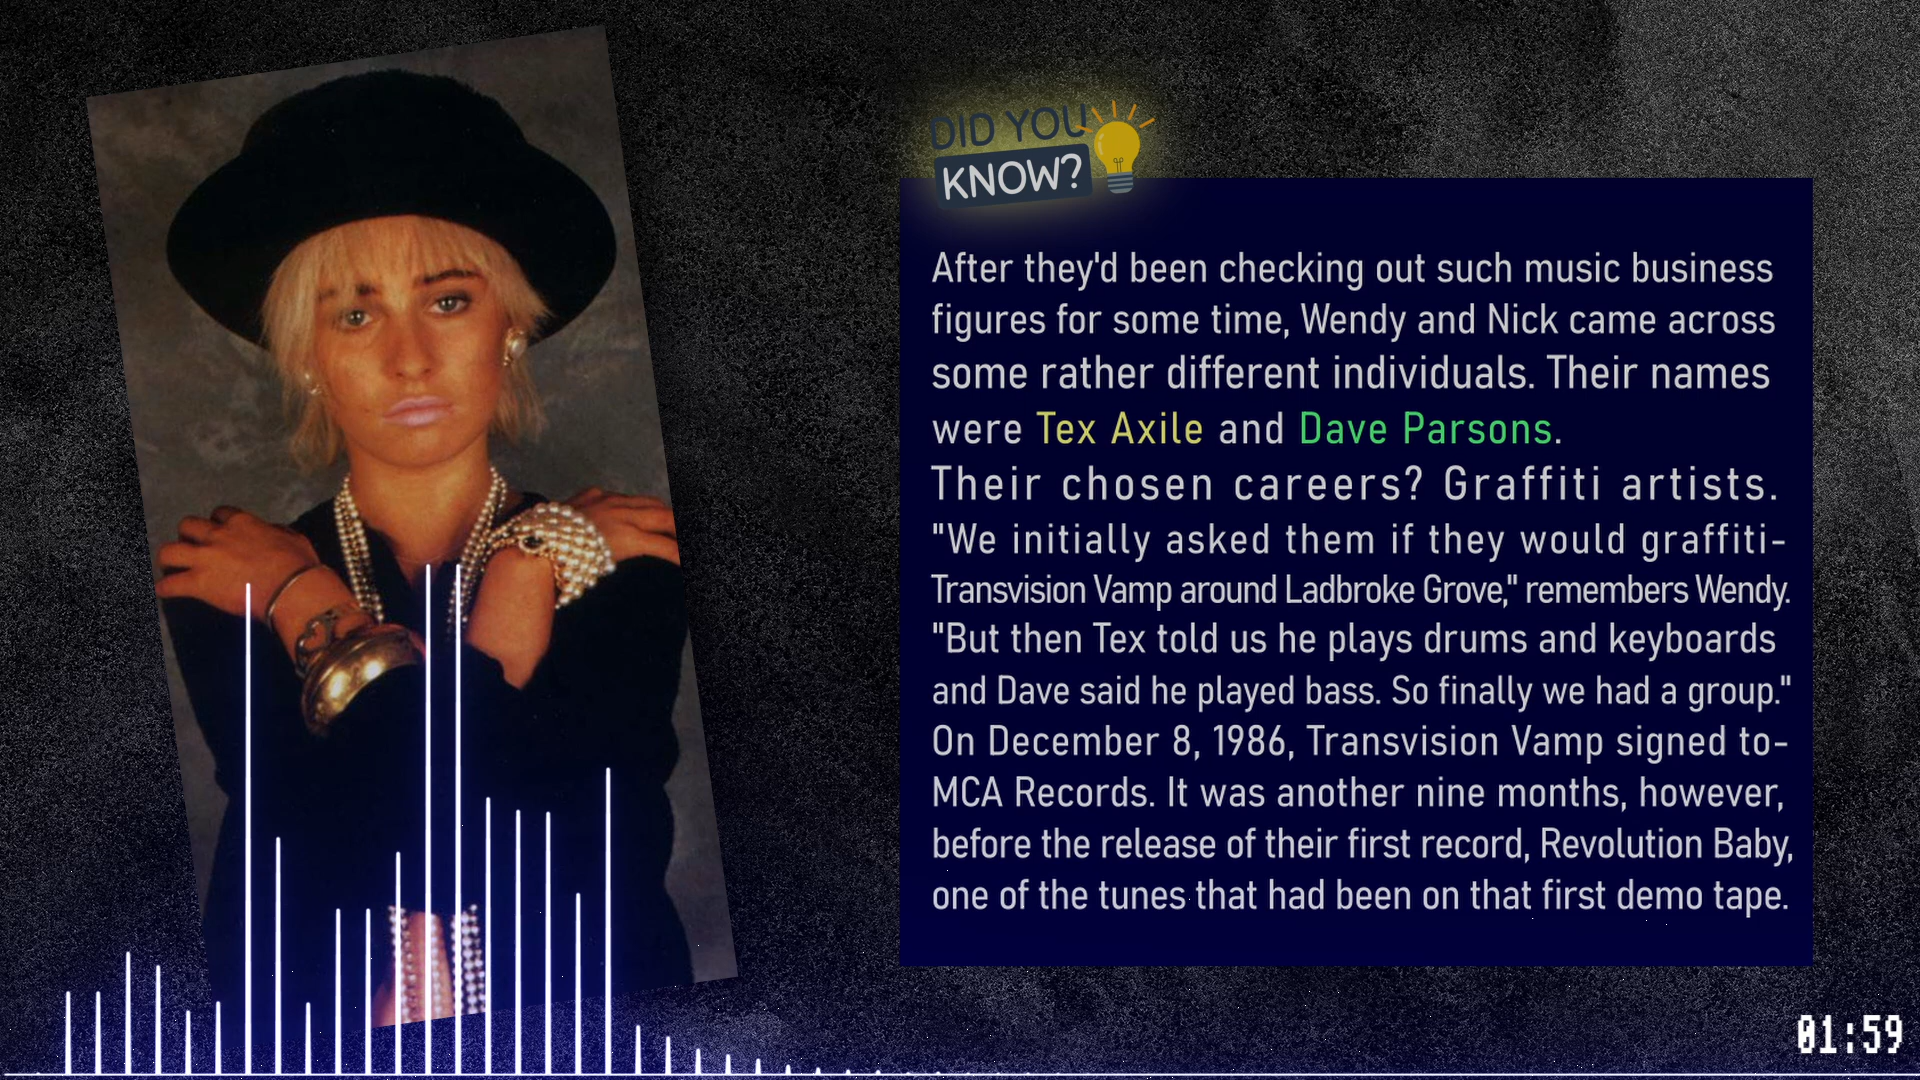 DID YOU
KNOW?
After they'd been checking out such music business
figures for some time, Wendy and Nick came across
some rather different individuals. Their names
were Tex Axile and Dave Parsons.
Their chosen careers? Graffiti artists.
"We initially asked them if they would graffiti-
Transvision Vamp around Ladbroke Grove," remembers Wendy.
"But then Tex told us he plays drums and keyboards
and Dave said he played bass. So finally we had a group."
On December 8, 1986, Transvision Vamp signed to-
MCA Records. It was another nine months, however,
before the release of their first record, Revolution Baby,
one of the tunes that had been on that first demo tape.
01:59